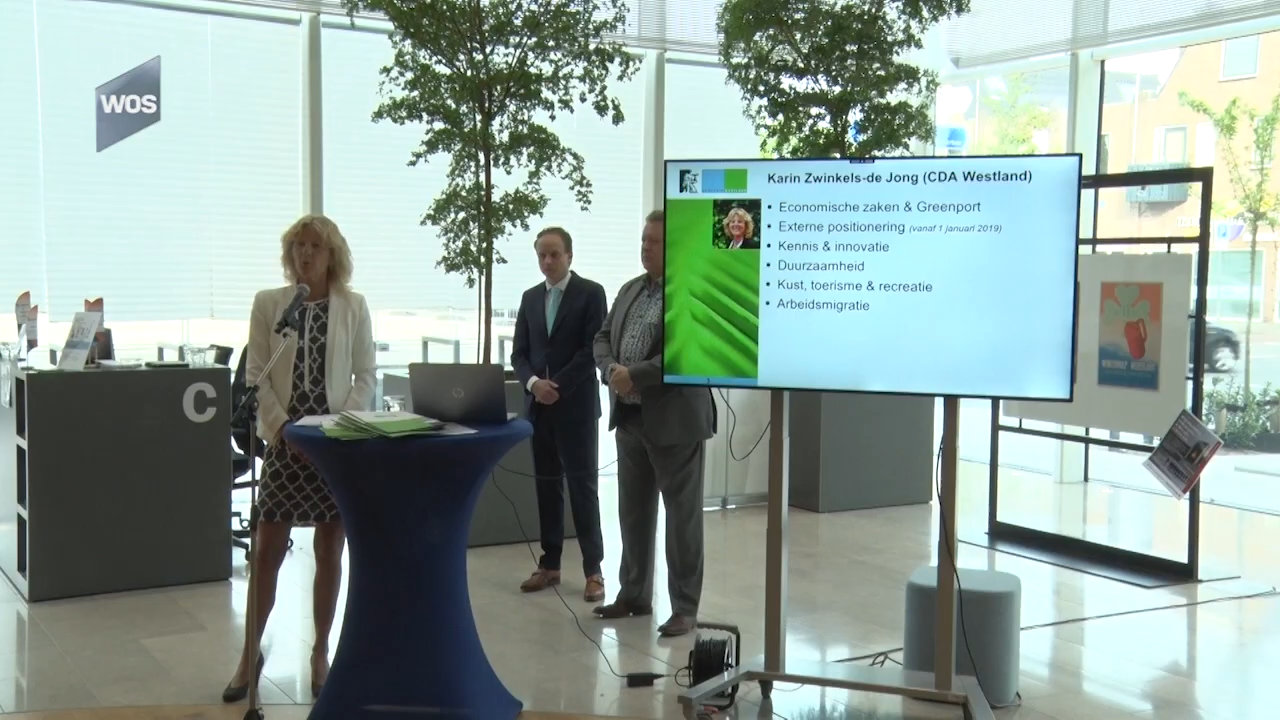 WOS
Karin Zwinkels-de Jong (CDA Westland)
▪ Economische zaken & Greenport
▪ Externe positionering (vanaf 1 januari 2019)
▪ Kennis & innovatie
▪ Duurzaamheid
▪ Kust, toerisme & recreatie
▪ Arbeidsmigratie
C